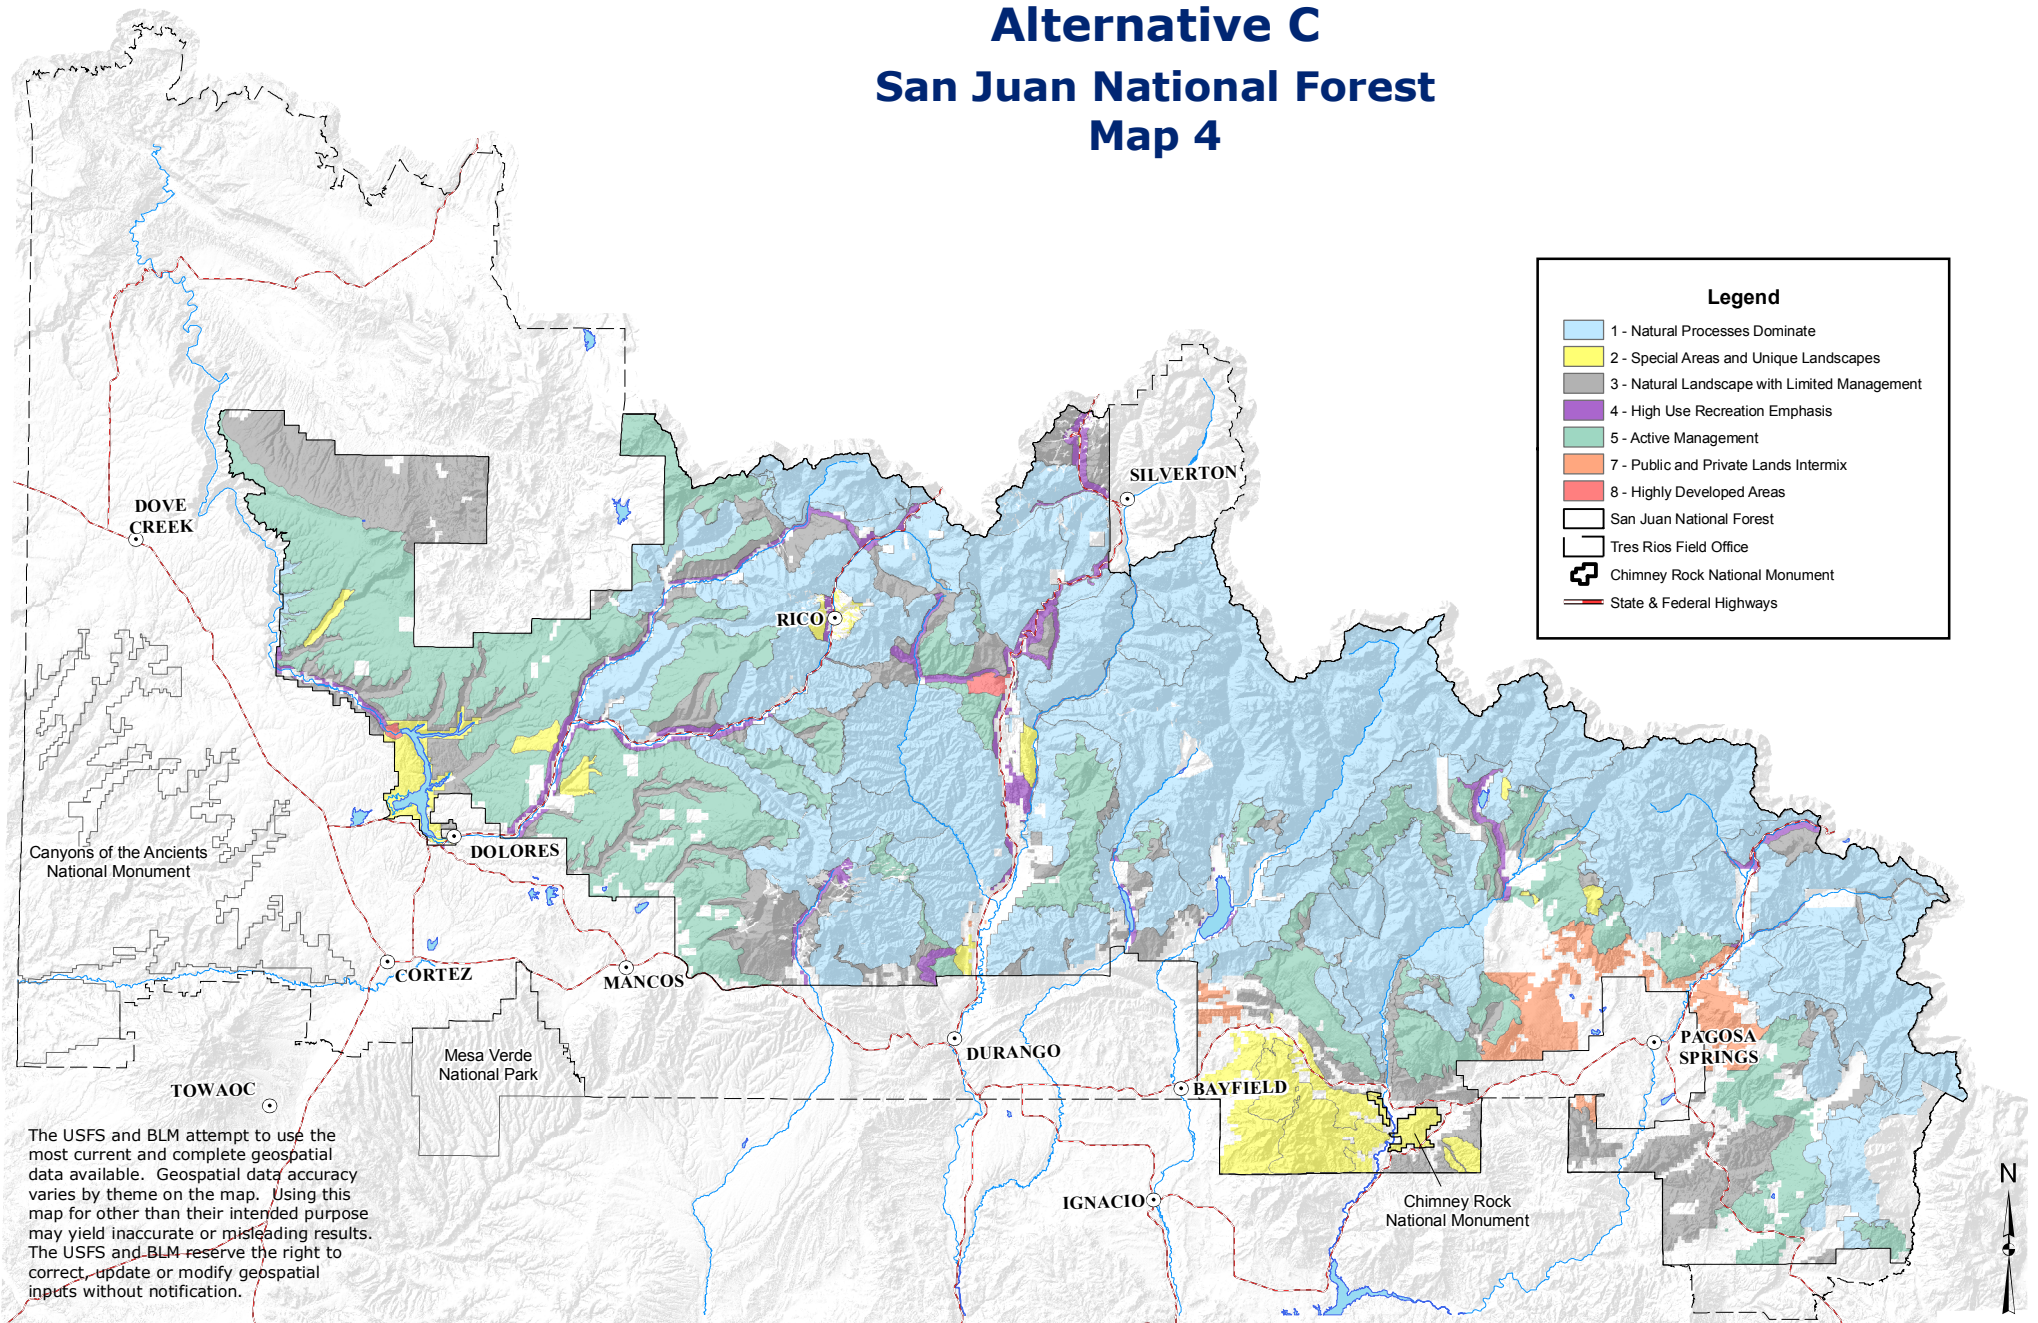 Alternative C
San Juan National Forest
Map 4
Legend
1 - Natural Processes Dominate
2 - Special Areas and Unique Landscapes
3 - Natural Landscape with Limited Management
4 - High Use Recreation Emphasis
5 - Active Management
7 - Public and Private Lands Intermix
8 - Highly Developed Areas
San Juan National Forest
Tres Rios Field Office
Chimney Rock National Monument
State & Federal Highways
SILVERTON
DOVE
CREEK
RICO
DOLORES
Canyons of the Ancients
National Monument
CORTEZ
MANCOS
DURANGO
PAGOSA
SPRINGS
Mesa Verde
National Park
TOWAOC
BAYFIELD
IGNACIO
Chimney Rock
National Monument
The USFS and BLM attempt to use the
most current and complete geospatial
data available.  Geospatial data accuracy
varies by theme on the map.  Using this
map for other than their intended purpose
may yield inaccurate or misleading results.
The USFS and BLM reserve the right to
correct, update or modify geospatial
inputs without notification.
N